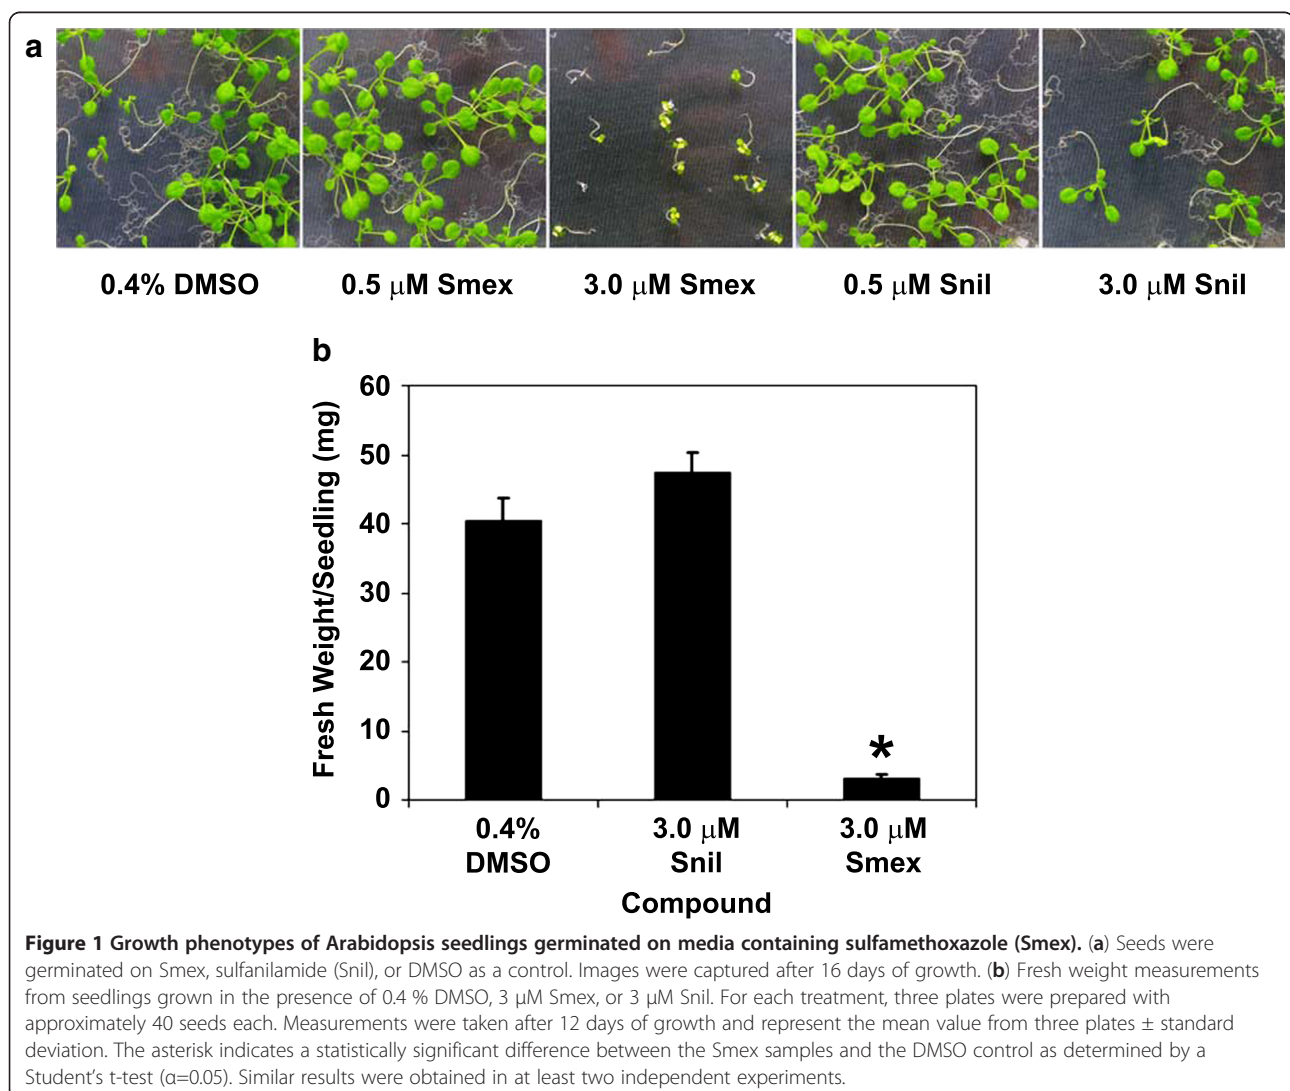 a
0.4% DMSO
0.5 μM Smex
3.0 μM Smex
0.5 μM Snil
3.0 μM Snil
b
Fresh Weight/Seedling (mg)
60
50
40
30
20
10
0
*
0.4%
DMSO
3.0 μM
Snil
3.0 μM
Smex
Compound
Figure 1 Growth phenotypes of Arabidopsis seedlings germinated on media containing sulfamethoxazole (Smex). (a) Seeds were
germinated on Smex, sulfanilamide (Snil), or DMSO as a control. Images were captured after 16 days of growth. (b) Fresh weight measurements
from seedlings grown in the presence of 0.4 % DMSO, 3 μM Smex, or 3 μM Snil. For each treatment, three plates were prepared with
approximately 40 seeds each. Measurements were taken after 12 days of growth and represent the mean value from three plates ± standard
deviation. The asterisk indicates a statistically significant difference between the Smex samples and the DMSO control as determined by a
Student's t-test (α=0.05). Similar results were obtained in at least two independent experiments.